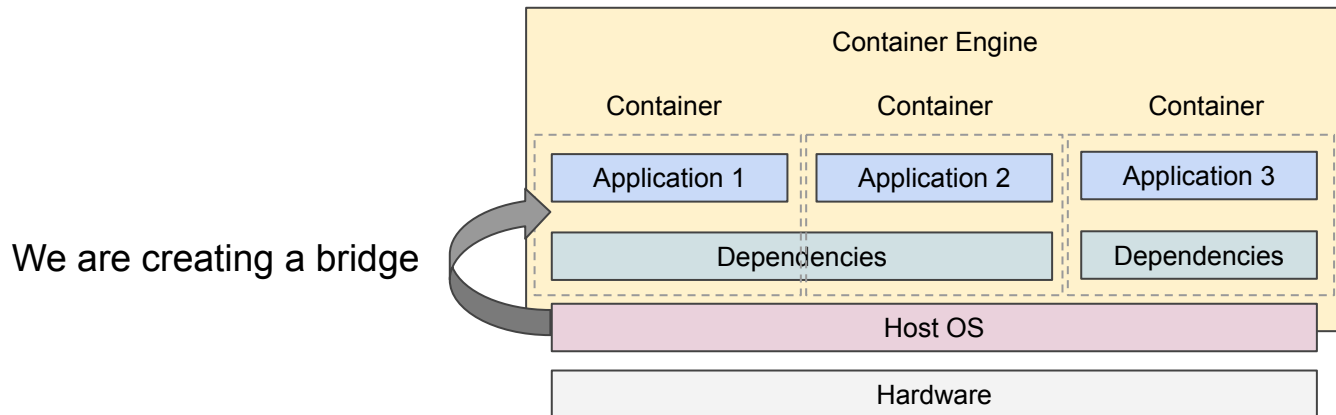 Container Engine
Container
Container
Container
Application 1
Application 2
Application 3
We are creating a bridge
Dependencies
Dependencies
Host OS
Hardware